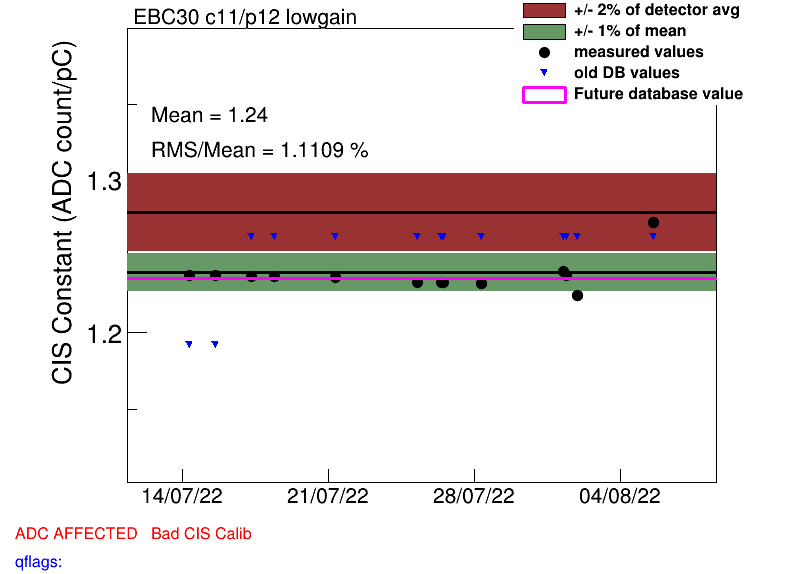 EBC30 c11/p12 lowgain
+/- 2% of detector avg
+/- 1% of mean
measured values
old DB values
Future database value
Mean = 1.24
RMS/Mean = 1.1109 %
CIS Constant (ADC count/pC)
1.3
1.2
14/07/22 21/07/22 28/07/22 04/08/22
ADC AFFECTED Bad CIS Calib
qflags: